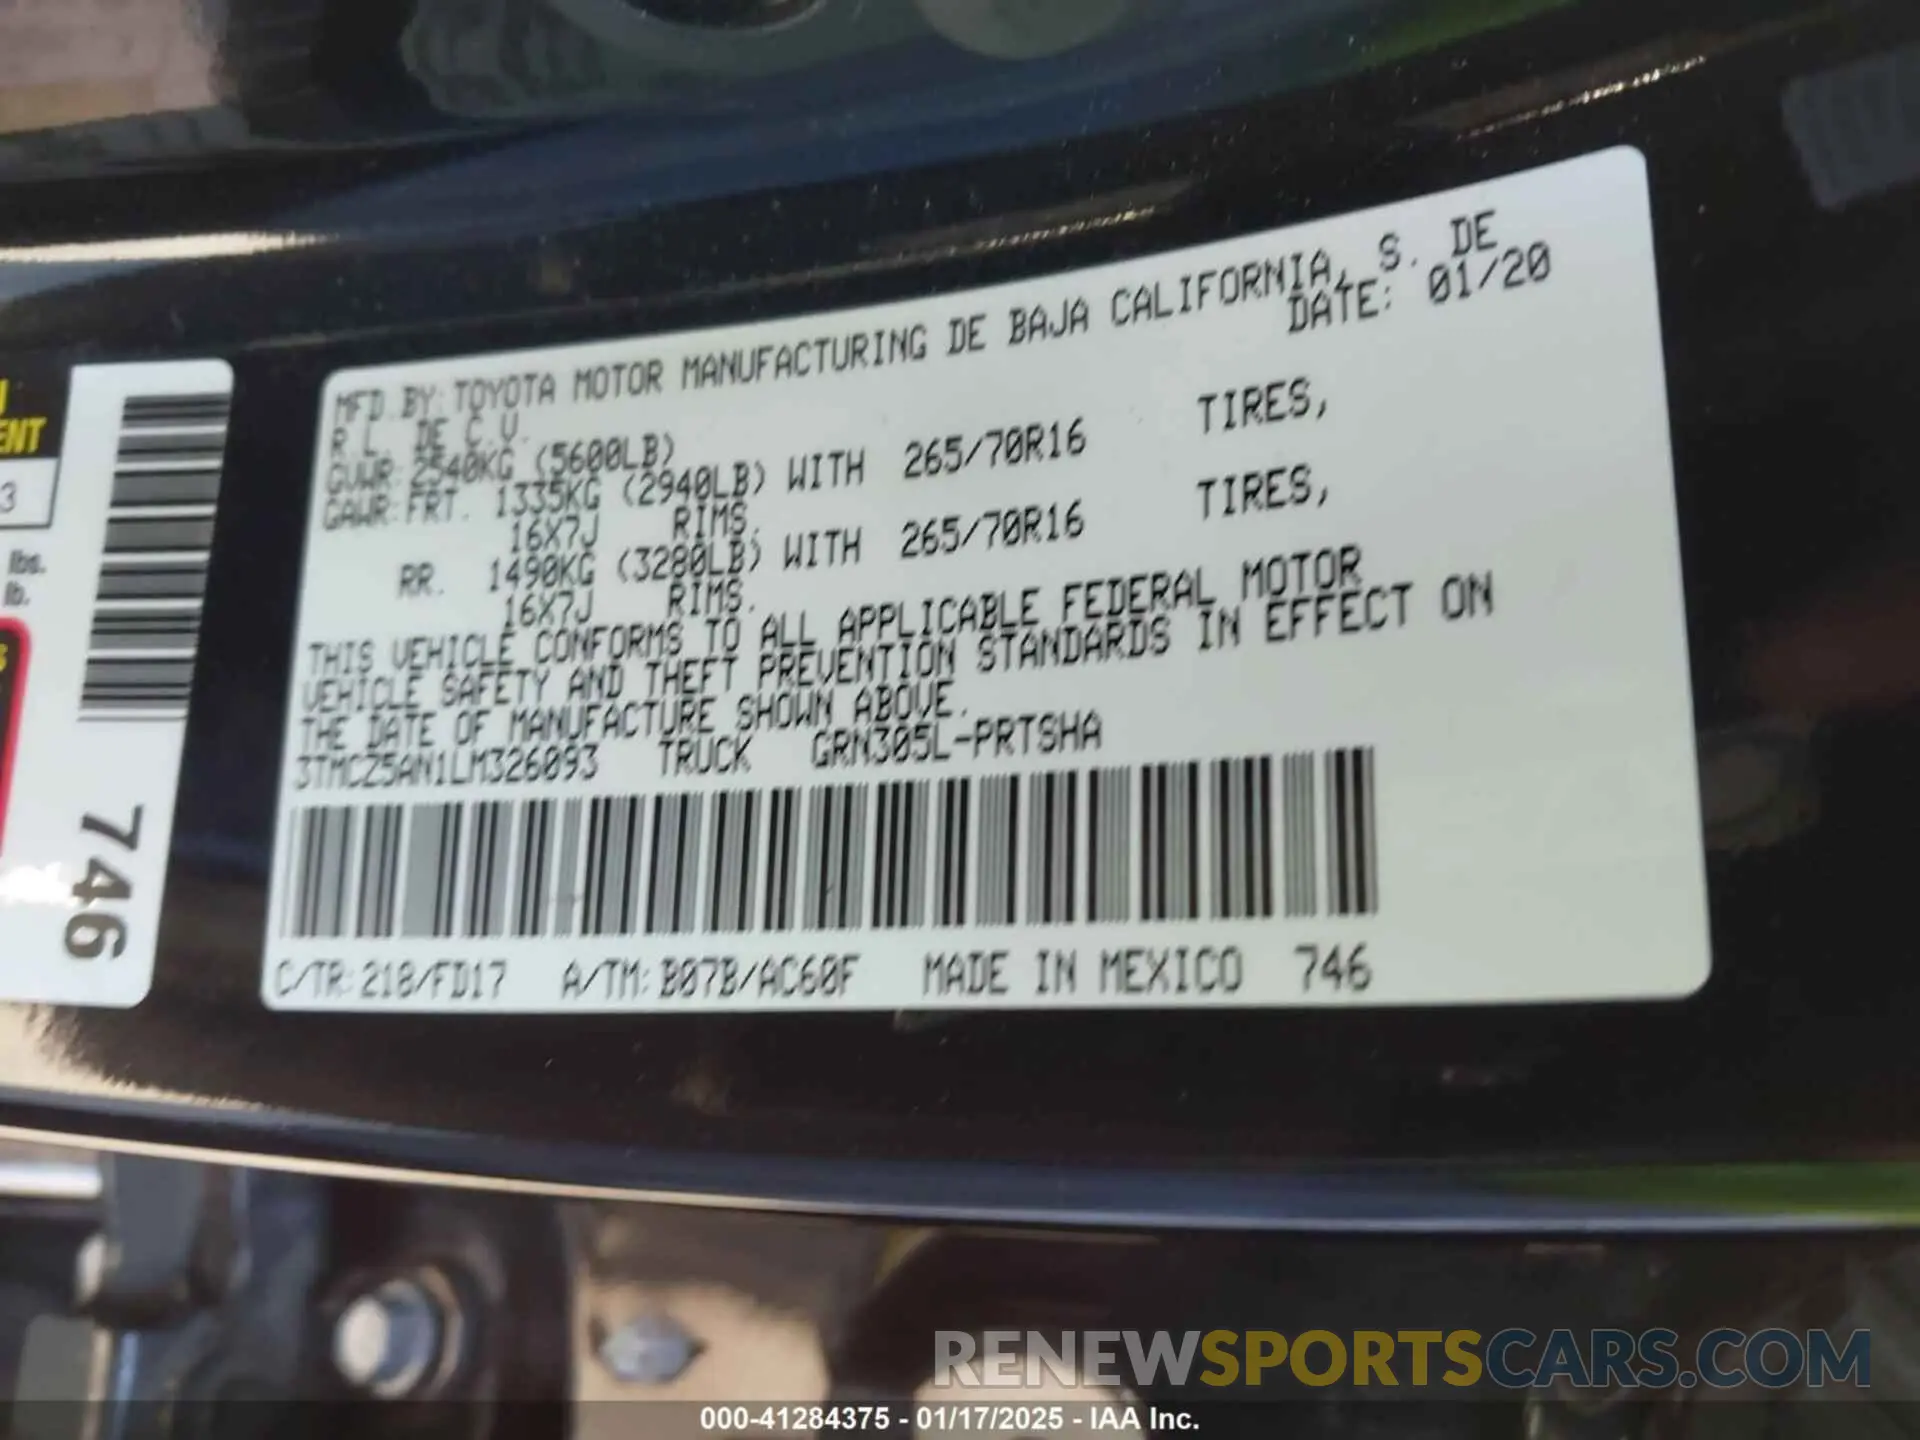 MFD. BY: TOYOTA MOTOR MANUFACTURING DE BAJA CALIFORNIA, S. DE
R.L. DE C.V. DATE: 01/20
GVWR: 2540KG (5600LB)
GAWR: FRT. 1335KG (2940LB) WITH 265/70R16 TIRES,
16X7J RIMS.
RR. 1490KG (3280LB) WITH 265/70R16 TIRES,
16X7J RIMS.
THIS VEHICLE CONFORMS TO ALL APPLICABLE FEDERAL MOTOR
VEHICLE SAFETY AND THEFT PREVENTION STANDARDS IN EFFECT ON
THE DATE OF MANUFACTURE SHOWN ABOVE.
3TMCZ5AN1LM326093 TRUCK GRN305L-PRTSHA
C/TR: 218/FD17 A/TM: B07B/AC60F MADE IN MEXICO 746
3
lbs.
lb.
746
RENEWSPORTSCARS.COM
000-41284375 - 01/17/2025 - IAA Inc.